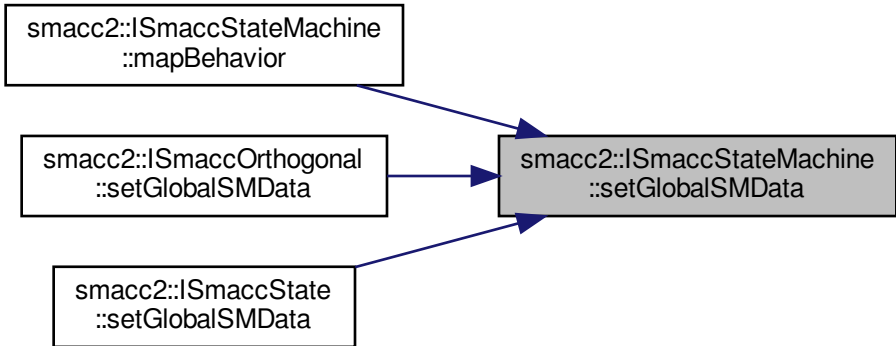 smacc2::ISmaccStateMachine
::mapBehavior
smacc2::ISmaccOrthogonal
::setGlobalSMData
smacc2::ISmaccState
::setGlobalSMData
smacc2::ISmaccStateMachine
::setGlobalSMData